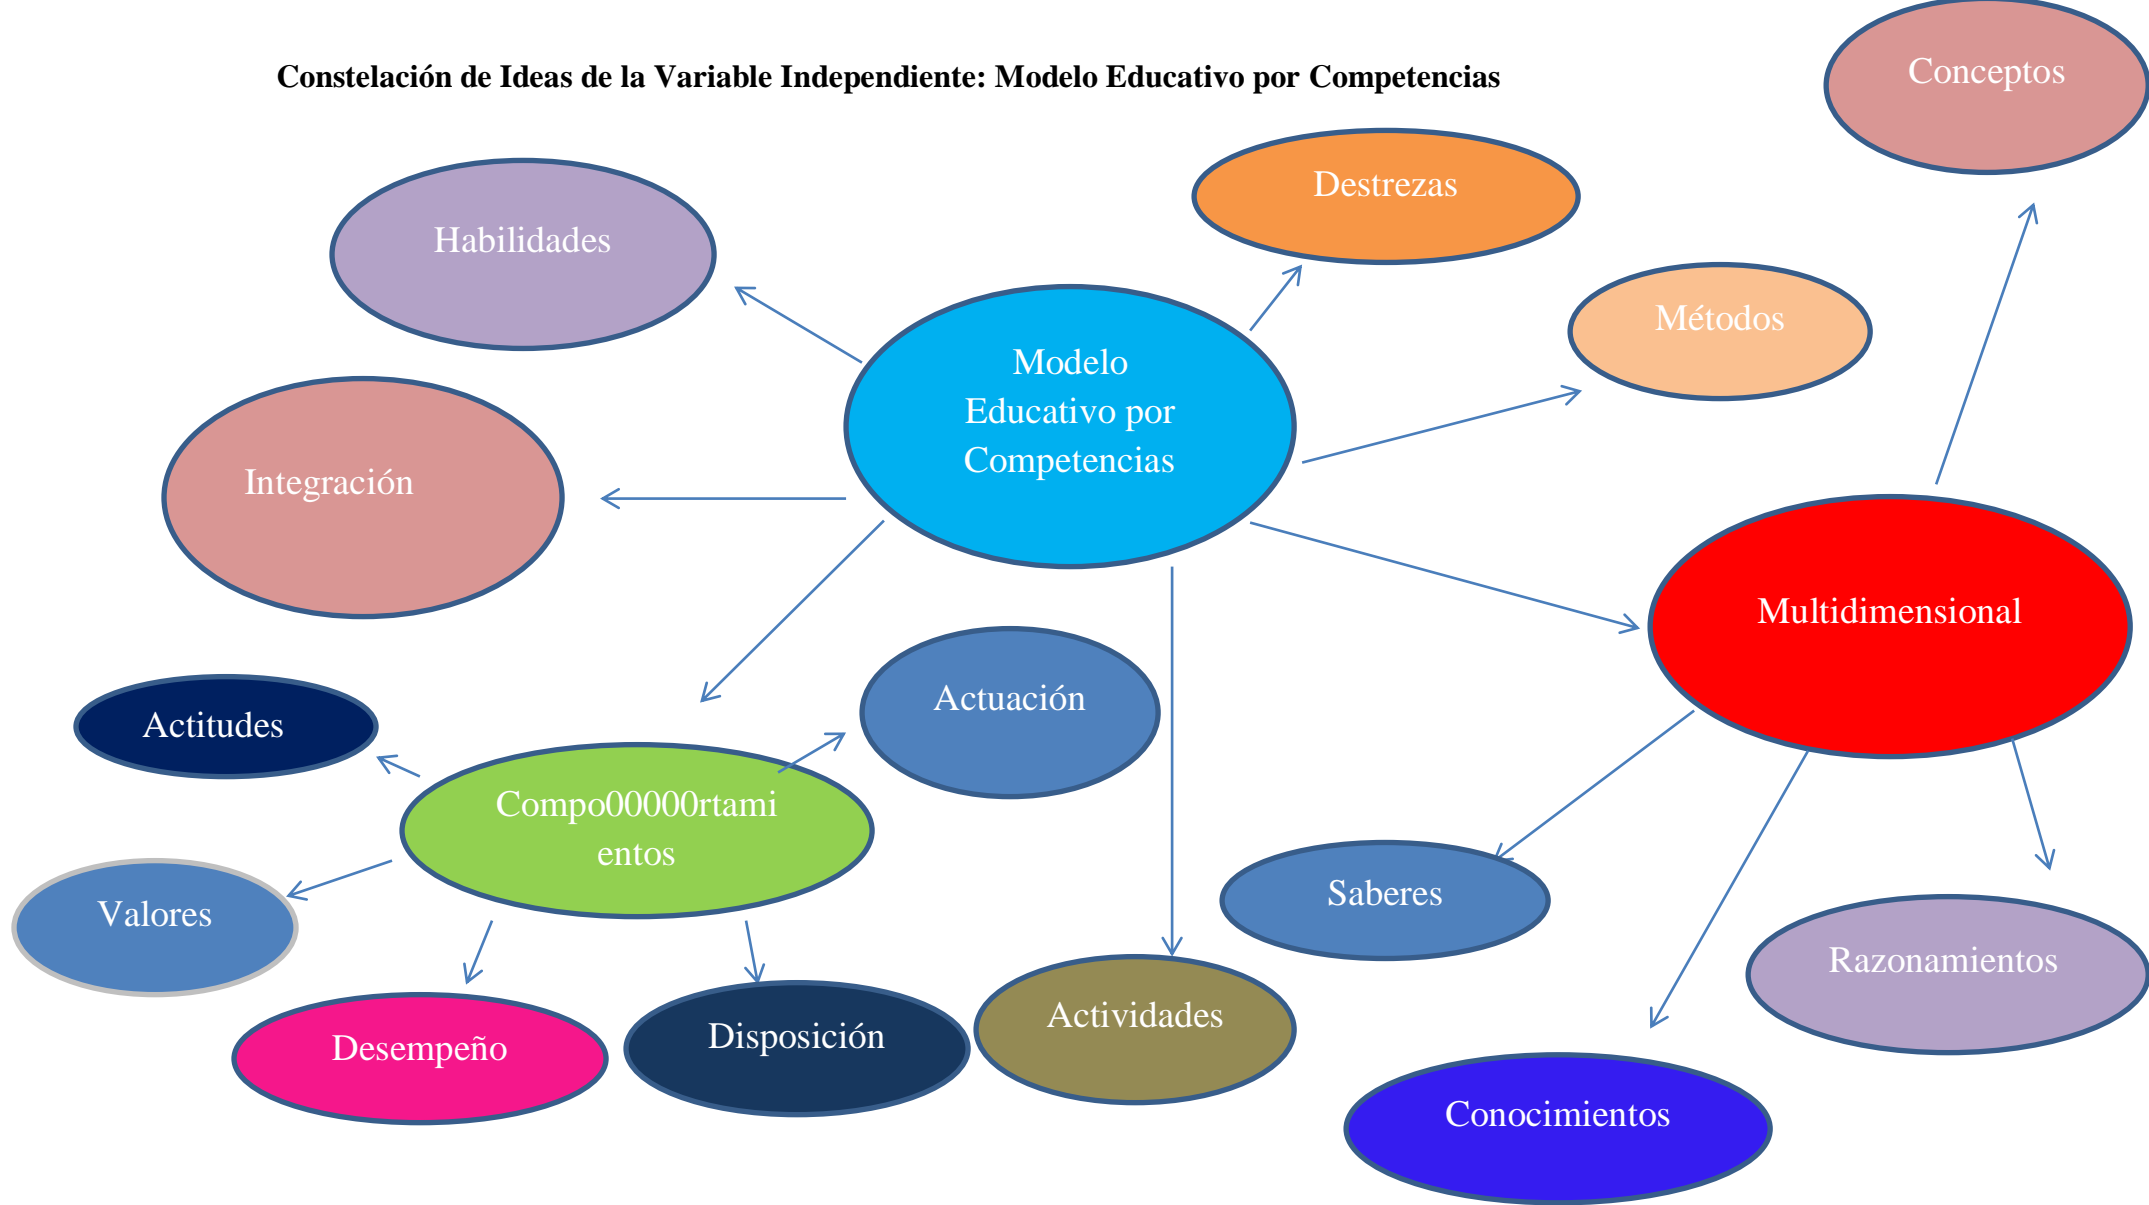 Constelación de Ideas de la Variable Independiente: Modelo Educativo por Competencias
Conceptos
Destrezas
Habilidades
Métodos
Modelo
Educativo por
Competencias
Integración
Multidimensional
Actuación
Actitudes
Compo00000rtami
entos
Saberes
Valores
Razonamientos
Actividades
Disposición
Desempeño
Conocimientos